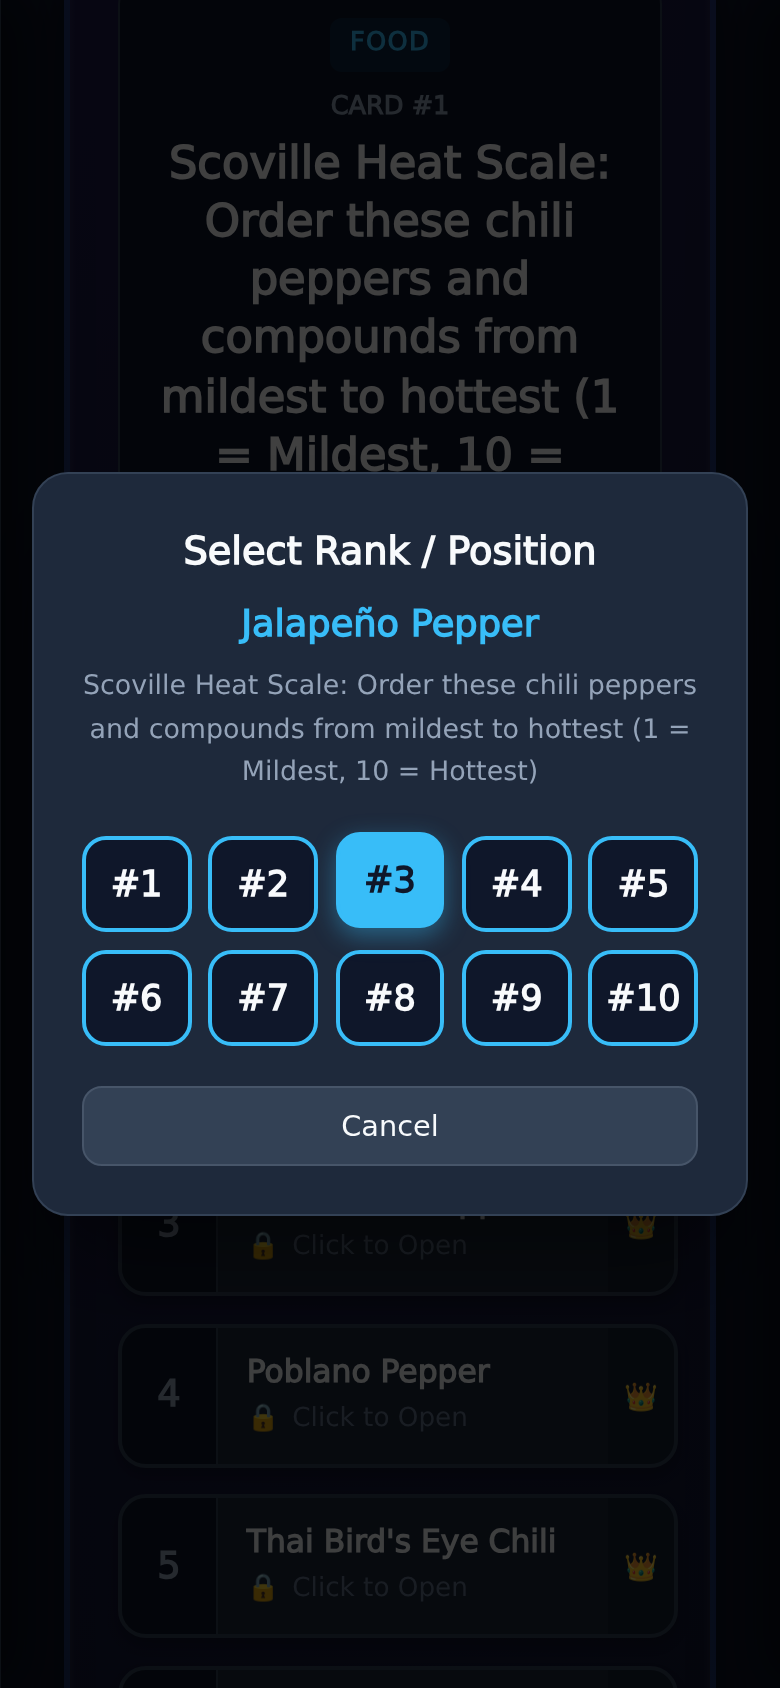 FOOD
CARD #1
Scoville Heat Scale:
Order these chili
peppers and
compounds from
mildest to hottest (1
= Mildest, 10 =
Select Rank / Position
Jalapeño Pepper
Scoville Heat Scale: Order these chili peppers
and compounds from mildest to hottest (1 =
Mildest, 10 = Hottest)
#1 #2 #3 #4 #5
#6 #7 #8 #9 #10
Cancel
3
Click to Open
4
Poblano Pepper
Click to Open
5
Thai Bird's Eye Chili
Click to Open